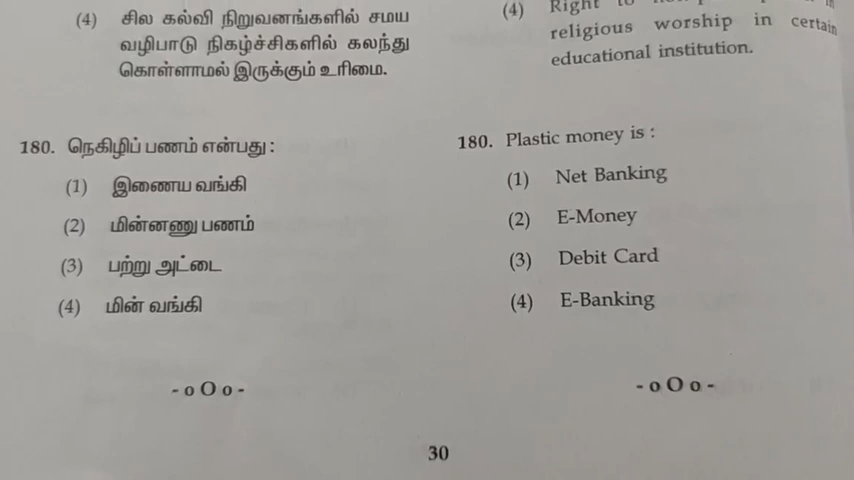 (4) சில கல்வி நிறுவனங்களில் சமய
வழிபாடு நிகழ்ச்சிகளில் கலந்து
கொள்ளாமல் இருக்கும் உரிமை.
180. நெகிழிப் பணம் என்பது :
(1) இணைய வங்கி
(2) மின்னணு பணம்
(3) பற்று அட்டை
(4) மின் வங்கி
- o O o -
(4) Right to
religious worship in certain
educational institution.
180. Plastic money is :
(1) Net Banking
(2) E-Money
(3) Debit Card
(4) E-Banking
- o O o -
30